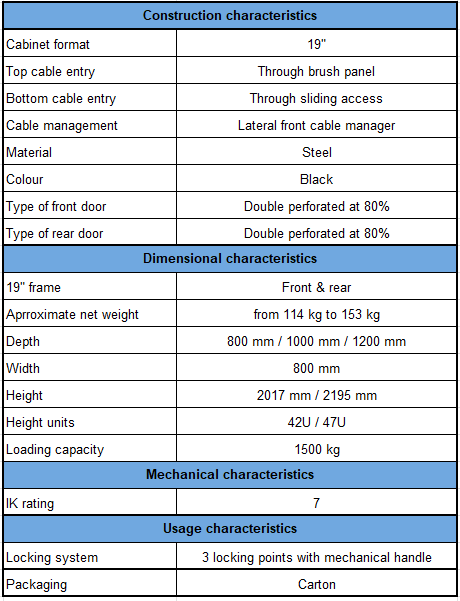 Construction characteristics
Cabinet format 19"
Top cable entry Through brush panel
Bottom cable entry Through sliding access
Cable management Lateral front cable manager
Material Steel
Colour Black
Type of front door Double perforated at 80%
Type of rear door Double perforated at 80%
Dimensional characteristics
19" frame Front & rear
Aprroximate net weight from 114 kg to 153 kg
Depth 800 mm / 1000 mm / 1200 mm
Width 800 mm
Height 2017 mm / 2195 mm
Height units 42U / 47U
Loading capacity 1500 kg
Mechanical characteristics
IK rating 7
Usage characteristics
Locking system 3 locking points with mechanical handle
Packaging Carton